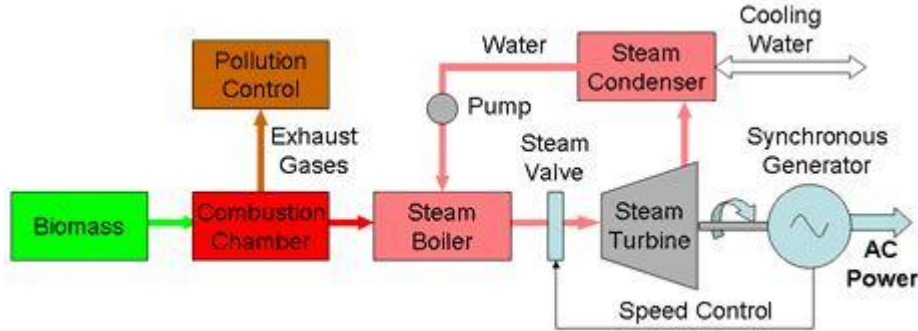 Pollution
Control
Water
Steam
Condenser
Cooling
Water
Pump
Exhaust
Gases
Steam
Valve
Synchronous
Generator
Biomass
Combustion
Chamber
Steam
Boiler
Steam
Turbine
AC
Power
Speed Control